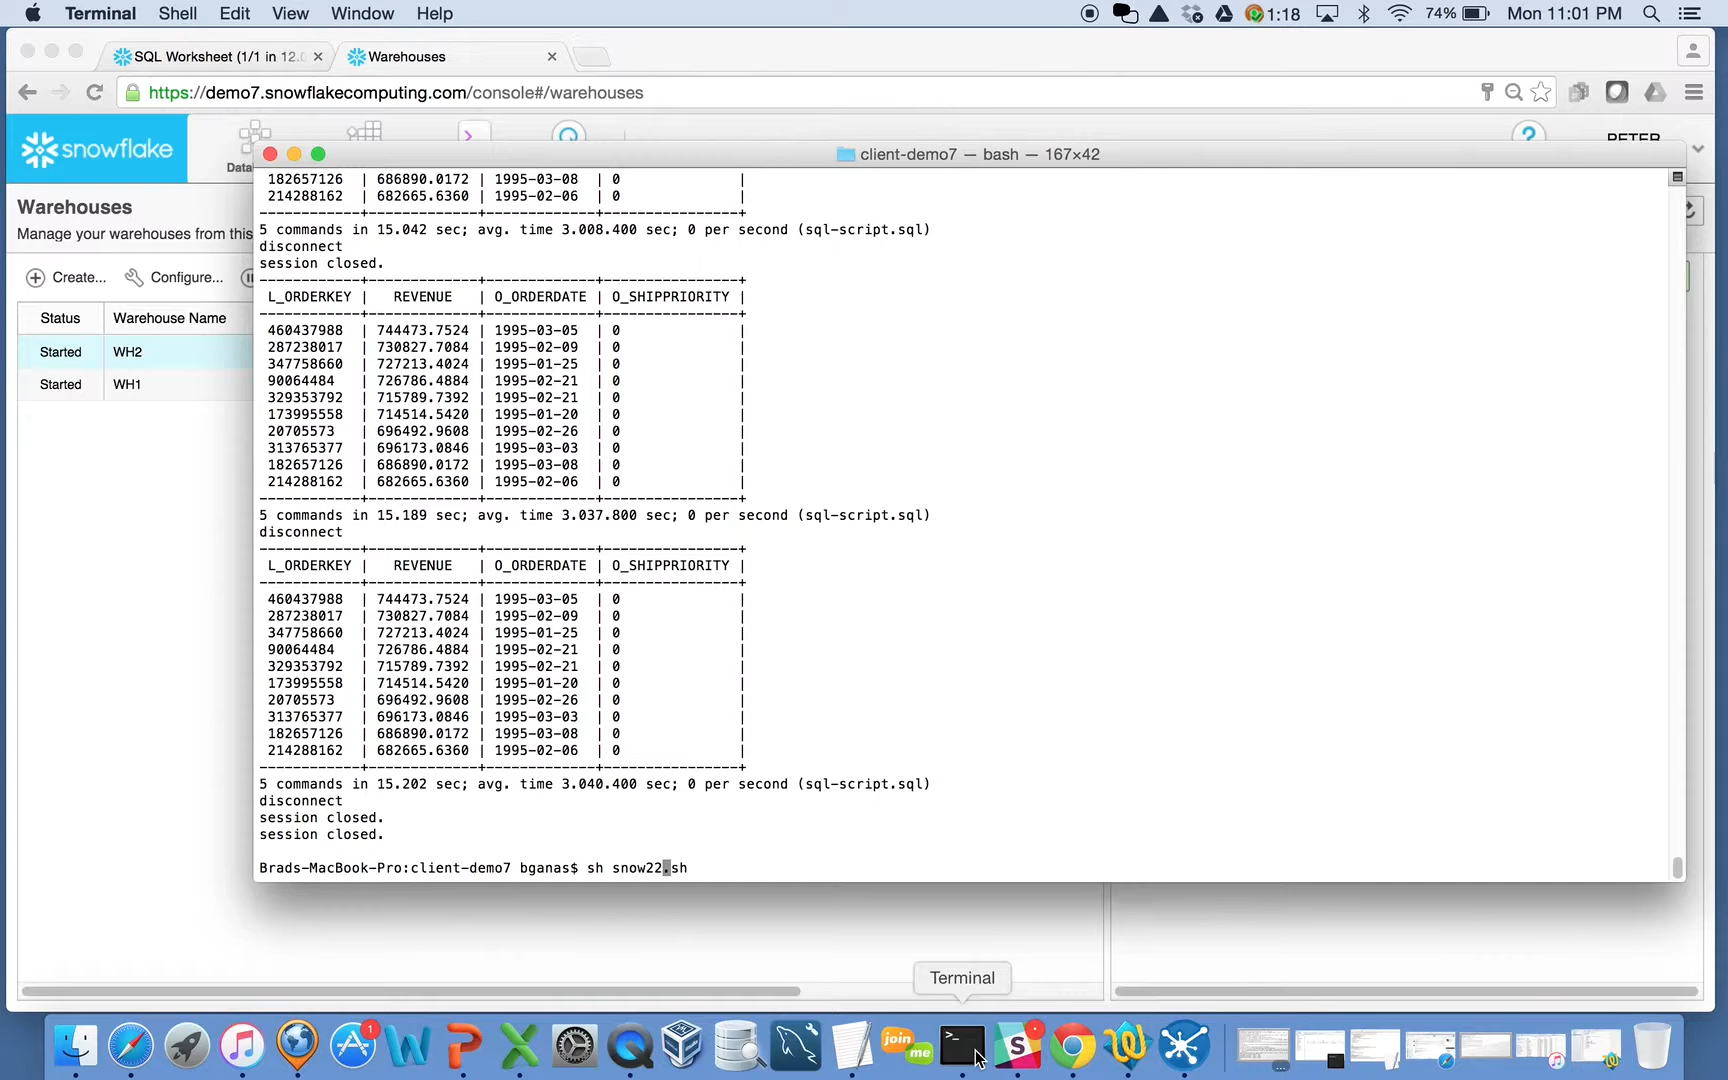 Terminal Shell Edit View Window Help 1:18 74% Mon 11:01 PM
SQL Worksheet (1/1 in 12. Warehouses
https://demo7.snowflakecomputing.com/console#/warehouses
snowflake
Data
?
PETER
client-demo7 — bash — 167×42
Warehouses
Manage your warehouses from this
Create... Configure...
Status Warehouse Name
Started WH2
Started WH1
182657126 | 686890.0172 | 1995-03-08 | 0 |
214288162 | 682665.6360 | 1995-02-06 | 0 |
------------+-------------+--------------+----------------+
5 commands in 15.042 sec; avg. time 3.008.400 sec; 0 per second (sql-script.sql)
disconnect
session closed.
------------+-------------+--------------+----------------+
L_ORDERKEY | REVENUE | O_ORDERDATE | O_SHIPPRIORITY |
------------+-------------+--------------+----------------+
460437988 | 744473.7524 | 1995-03-05 | 0 |
287238017 | 730827.7084 | 1995-02-09 | 0 |
347758660 | 727213.4024 | 1995-01-25 | 0 |
90064484 | 726786.4884 | 1995-02-21 | 0 |
329353792 | 715789.7392 | 1995-02-21 | 0 |
173995558 | 714514.5420 | 1995-01-20 | 0 |
20705573 | 696492.9608 | 1995-02-26 | 0 |
313765377 | 696173.0846 | 1995-03-03 | 0 |
182657126 | 686890.0172 | 1995-03-08 | 0 |
214288162 | 682665.6360 | 1995-02-06 | 0 |
------------+-------------+--------------+----------------+
5 commands in 15.189 sec; avg. time 3.037.800 sec; 0 per second (sql-script.sql)
disconnect
------------+-------------+--------------+----------------+
L_ORDERKEY | REVENUE | O_ORDERDATE | O_SHIPPRIORITY |
------------+-------------+--------------+----------------+
460437988 | 744473.7524 | 1995-03-05 | 0 |
287238017 | 730827.7084 | 1995-02-09 | 0 |
347758660 | 727213.4024 | 1995-01-25 | 0 |
90064484 | 726786.4884 | 1995-02-21 | 0 |
329353792 | 715789.7392 | 1995-02-21 | 0 |
173995558 | 714514.5420 | 1995-01-20 | 0 |
20705573 | 696492.9608 | 1995-02-26 | 0 |
313765377 | 696173.0846 | 1995-03-03 | 0 |
182657126 | 686890.0172 | 1995-03-08 | 0 |
214288162 | 682665.6360 | 1995-02-06 | 0 |
------------+-------------+--------------+----------------+
5 commands in 15.202 sec; avg. time 3.040.400 sec; 0 per second (sql-script.sql)
disconnect
session closed.
session closed.
Brads-MacBook-Pro:client-demo7 bganas$ sh snow22.sh
Terminal
1
join
me